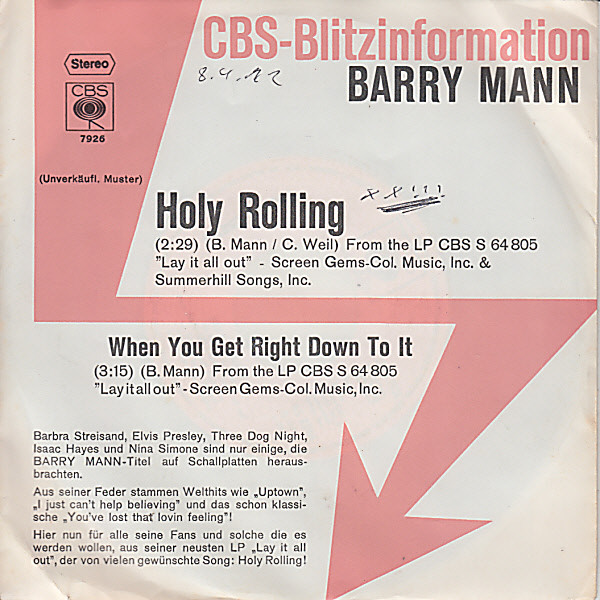 CBS-Blitzinformation
Stereo
8.4.72
BARRY MANN
CBS
7926
(Unverkäufl. Muster)
Holy Rolling
x x !!!
(2:29) (B. Mann / C. Weil) From the LP CBS S 64 805
"Lay it all out" - Screen Gems-Col. Music, Inc. &
Summerhill Songs, Inc.
When You Get Right Down To It
(3:15) (B. Mann) From the LP CBS S 64 805
"Lay it all out" - Screen Gems-Col. Music, Inc.
Barbra Streisand, Elvis Presley, Three Dog Night,
Isaac Hayes und Nina Simone sind nur einige, die
BARRY MANN-Titel auf Schallplatten heraus-
brachten.
Aus seiner Feder stammen Welthits wie „Uptown",
„I just can't help believing" und das schon klassi-
sche „You've lost that lovin feeling"!
Hier nun für alle seine Fans und solche die es
werden wollen, aus seiner neusten LP „Lay it all
out", der von vielen gewünschte Song: Holy Rolling!